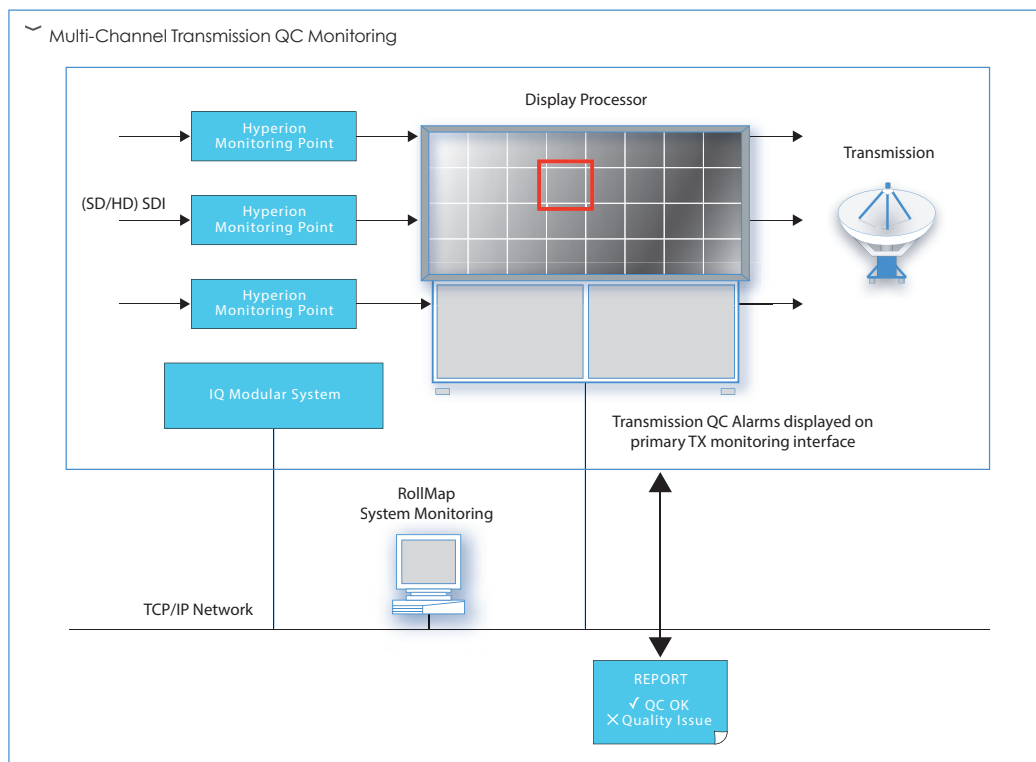 Multi-Channel Transmission QC Monitoring
Display Processor
Hyperion
Monitoring Point
Transmission
(SD/HD) SDI
Hyperion
Monitoring Point
Hyperion
Monitoring Point
IQ Modular System
Transmission QC Alarms displayed on
primary TX monitoring interface
RollMap
System Monitoring
TCP/IP Network
REPORT
✓ QC OK
✕ Quality Issue